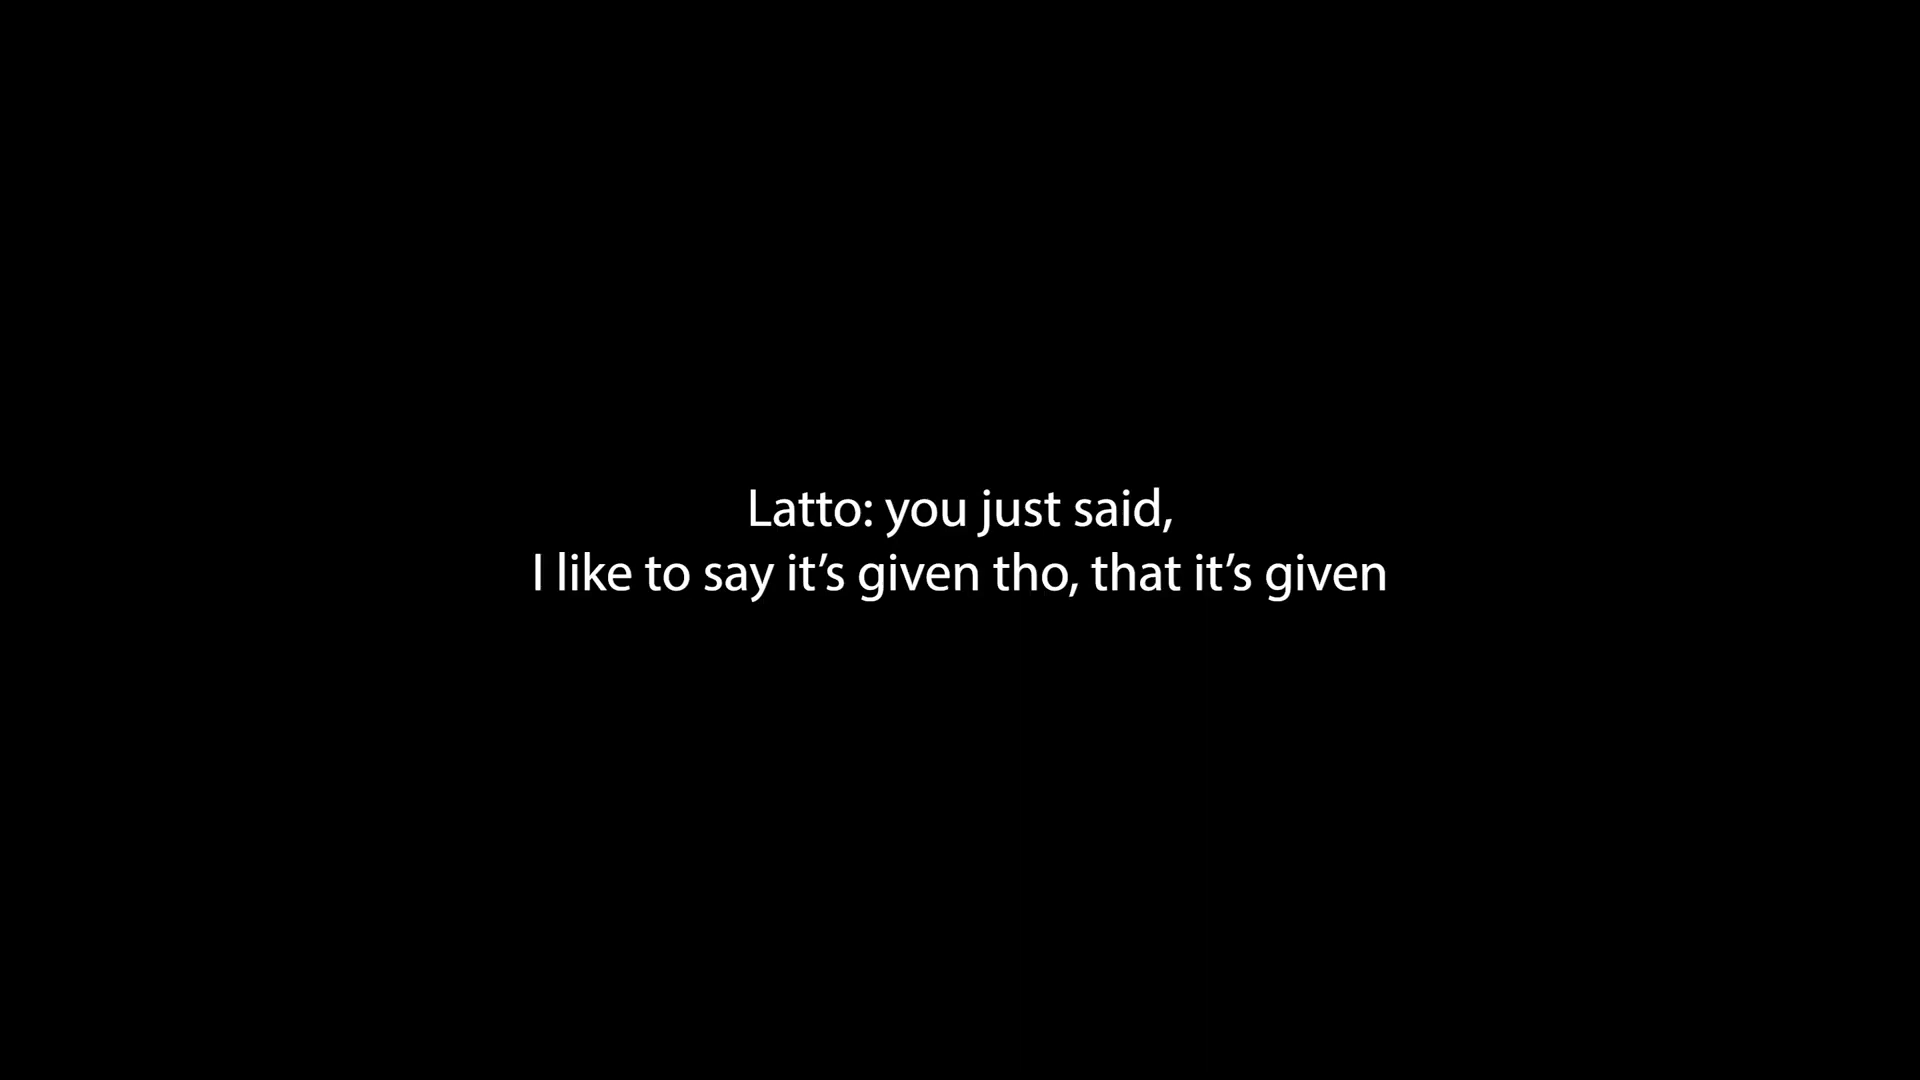 Latto: you just said,
I like to say it’s given tho, that it’s given